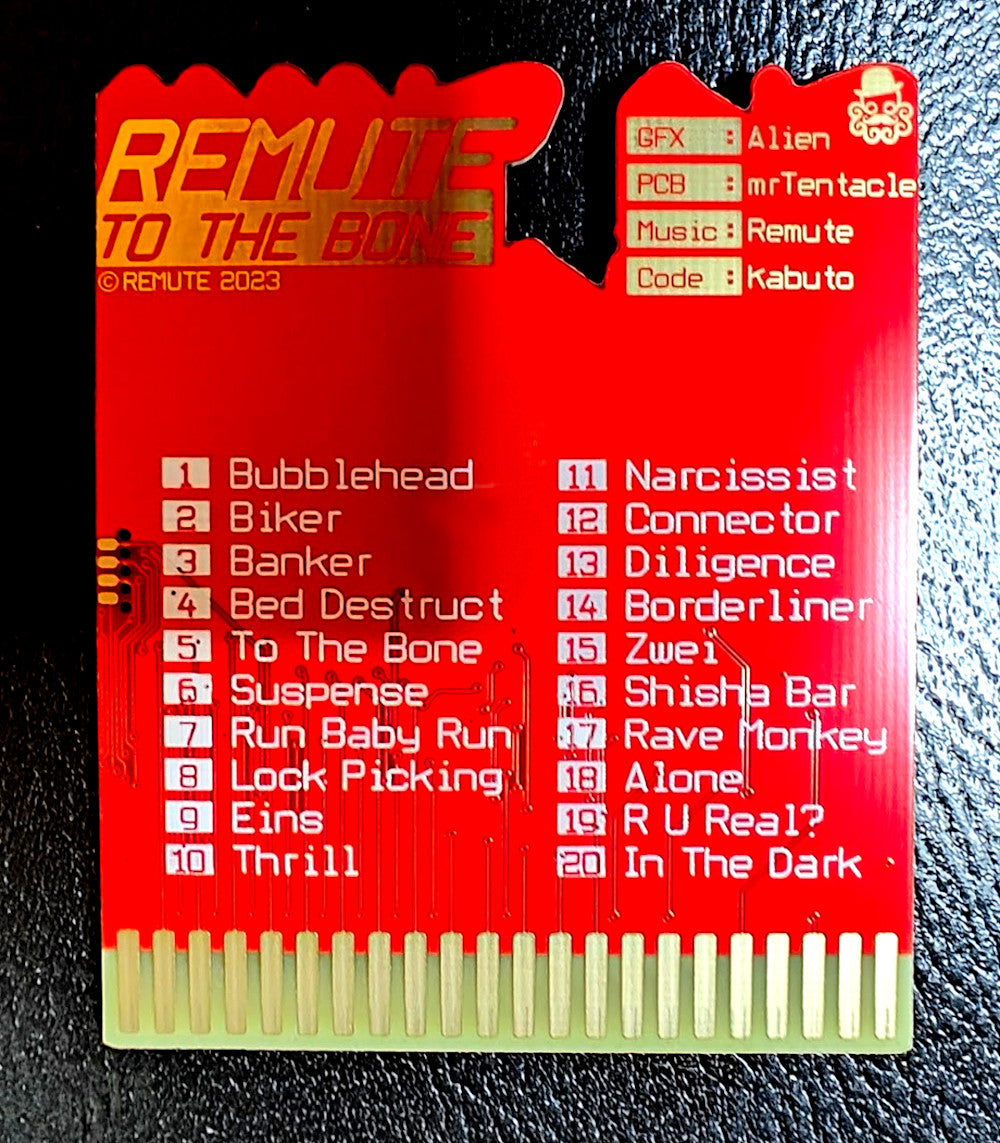 REMUTE
TO THE BONE
© REMUTE 2023
GFX : Alien
PCB : mrTentacle
Music : Remute
Code : Kabuto
1 Bubblehead
2 Biker
3 Banker
4 Bed Destruct
5 To The Bone
6 Suspense
7 Run Baby Run
8 Lock Picking
9 Eins
10 Thrill
11 Narcissist
12 Connector
13 Diligence
14 Borderliner
15 Zwei
16 Shisha Bar
17 Rave Monkey
18 Alone
19 R U Real?
20 In The Dark